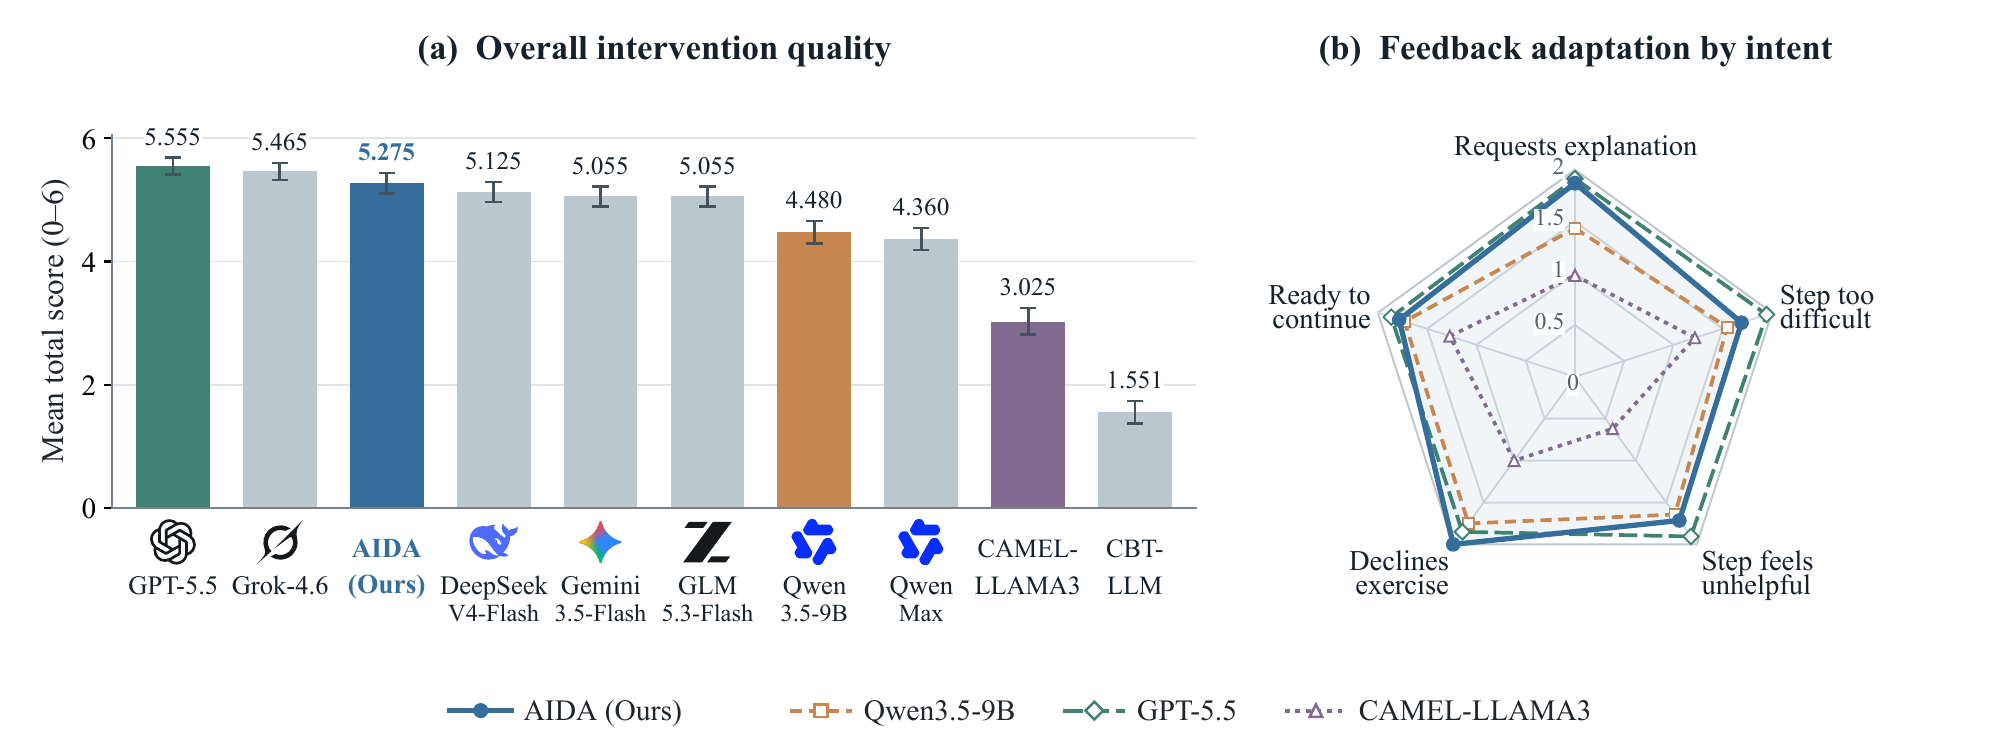 (a) Overall intervention quality
Mean total score (0–6)
6
4
2
0
5.555
5.465
5.275
5.125
5.055
5.055
4.480
4.360
3.025
1.551
GPT-5.5
Grok-4.6
AIDA
(Ours)
DeepSeek
V4-Flash
Gemini
3.5-Flash
GLM
5.3-Flash
Qwen
3.5-9B
Qwen
Max
CAMEL-
LLAMA3
CBT-
LLM
(b) Feedback adaptation by intent
Requests explanation
2
1.5
1
0.5
0
Ready to
continue
Step too
difficult
Declines
exercise
Step feels
unhelpful
AIDA (Ours)
Qwen3.5-9B
GPT-5.5
CAMEL-LLAMA3